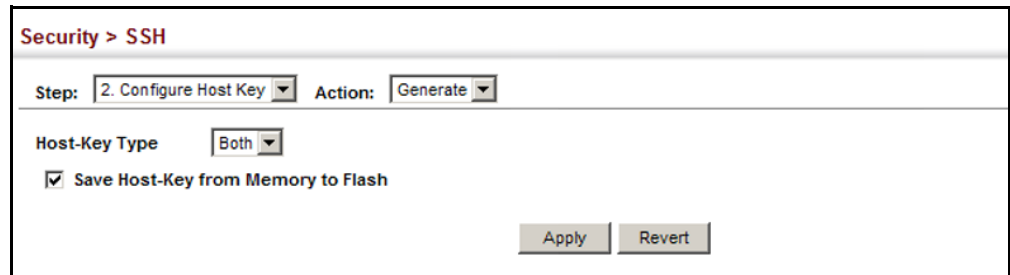 Security > SSH
Step: 2. Configure Host Key Action: Generate
Host-Key Type Both
Save Host-Key from Memory to Flash
Apply Revert